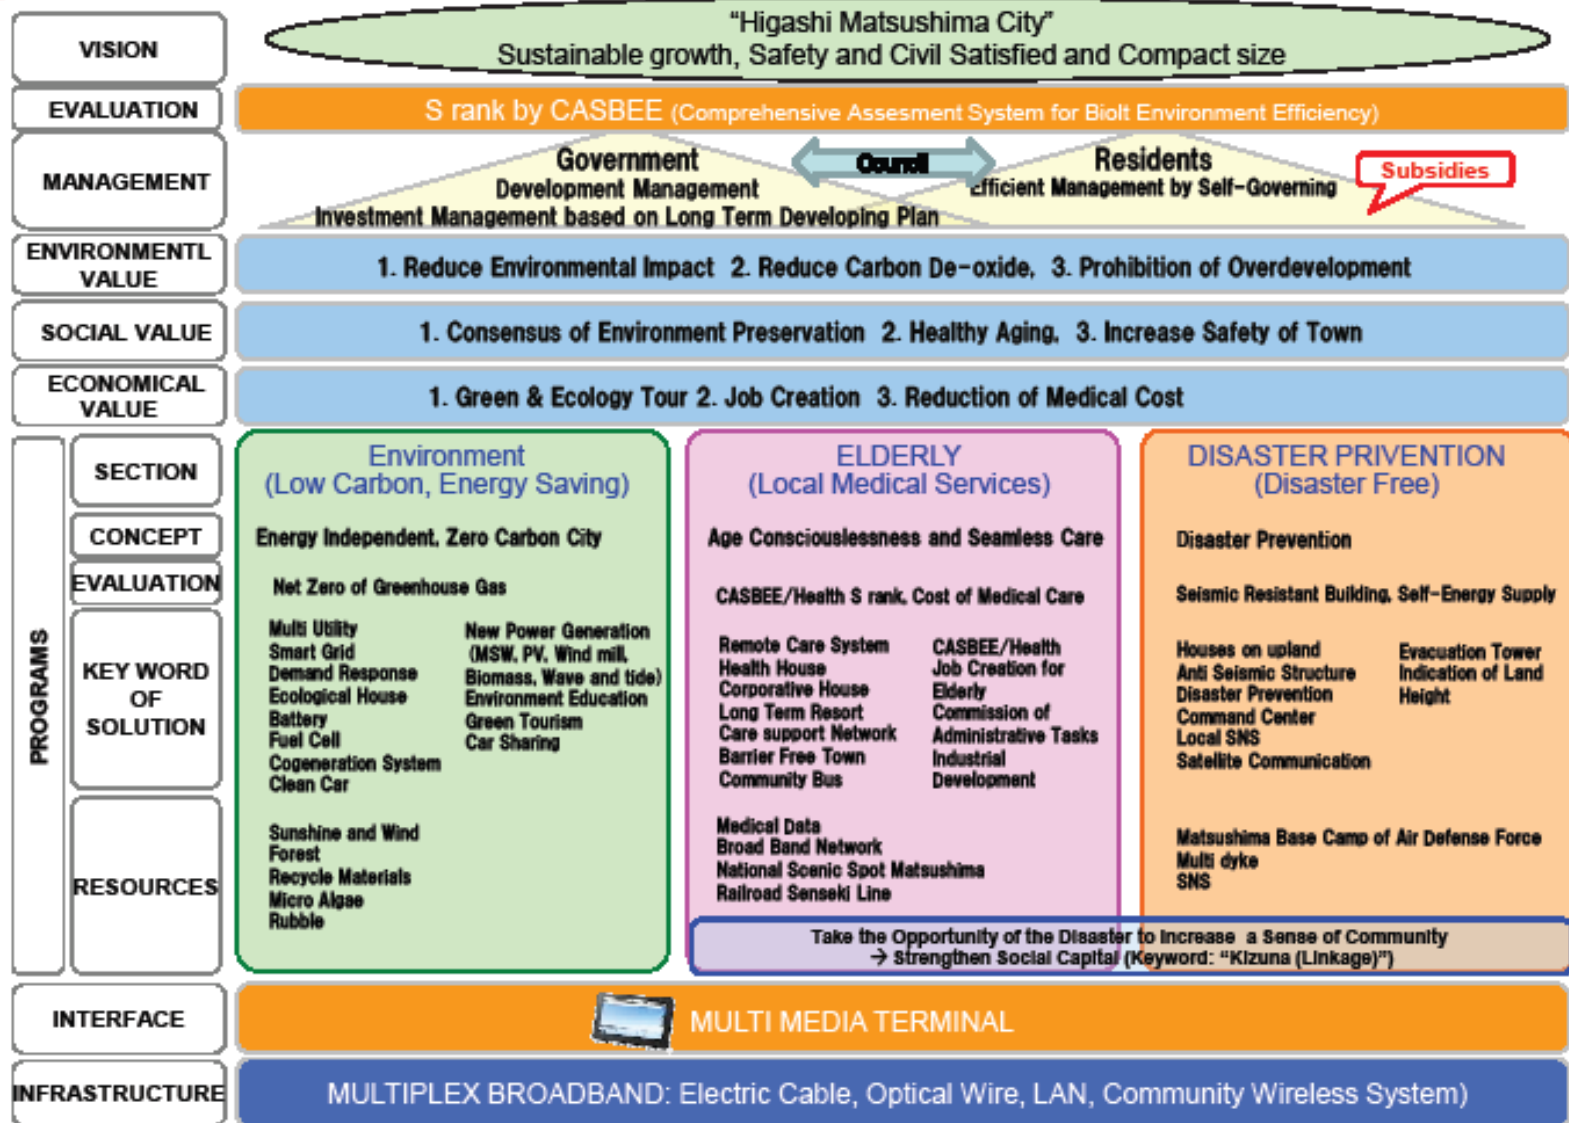 VISION
“Higashi Matsushima City”
Sustainable growth, Safety and Civil Satisfied and Compact size
EVALUATION
S rank by CASBEE (Comprehensive Assesment System for Biolt Environment Efficiency)
MANAGEMENT
Government
Development Management
Investment Management based on Long Term Developing Plan
Council
Residents
Efficient Management by Self-Governing
Subsidies
ENVIRONMENTL
VALUE
1. Reduce Environmental Impact 2. Reduce Carbon De-oxide, 3. Prohibition of Overdevelopment
SOCIAL VALUE
1. Consensus of Environment Preservation 2. Healthy Aging, 3. Increase Safety of Town
ECONOMICAL
VALUE
1. Green & Ecology Tour 2. Job Creation 3. Reduction of Medical Cost
PROGRAMS
SECTION
CONCEPT
EVALUATION
KEY WORD
OF
SOLUTION
RESOURCES
Environment
(Low Carbon, Energy Saving)
Energy Independent, Zero Carbon City
Net Zero of Greenhouse Gas
Multi Utility
Smart Grid
Demand Response
Ecological House
Battery
Fuel Cell
Cogeneration System
Clean Car
New Power Generation
(MSW, PV, Wind mill,
Biomass, Wave and tide)
Environment Education
Green Tourism
Car Sharing
Sunshine and Wind
Forest
Recycle Materials
Micro Algae
Rubble
ELDERLY
(Local Medical Services)
Age Consciouslessness and Seamless Care
CASBEE/Health S rank, Cost of Medical Care
Remote Care System
Health House
Corporative House
Long Term Resort
Care support Network
Barrier Free Town
Community Bus
CASBEE/Health
Job Creation for
Elderly
Commission of
Administrative Tasks
Industrial
Development
Medical Data
Broad Band Network
National Scenic Spot Matsushima
Railroad Senseki Line
DISASTER PRIVENTION
(Disaster Free)
Disaster Prevention
Seismic Resistant Building, Self-Energy Supply
Houses on upland
Anti Seismic Structure
Disaster Prevention
Command Center
Local SNS
Satellite Communication
Evacuation Tower
Indication of Land
Height
Matsushima Base Camp of Air Defense Force
Multi dyke
SNS
Take the Opportunity of the Disaster to Increase a Sense of Community
→ Strengthen Social Capital (Keyword: “Kizuna (Linkage)”)
INTERFACE
MULTI MEDIA TERMINAL
INFRASTRUCTURE
MULTIPLEX BROADBAND: Electric Cable, Optical Wire, LAN, Community Wireless System)